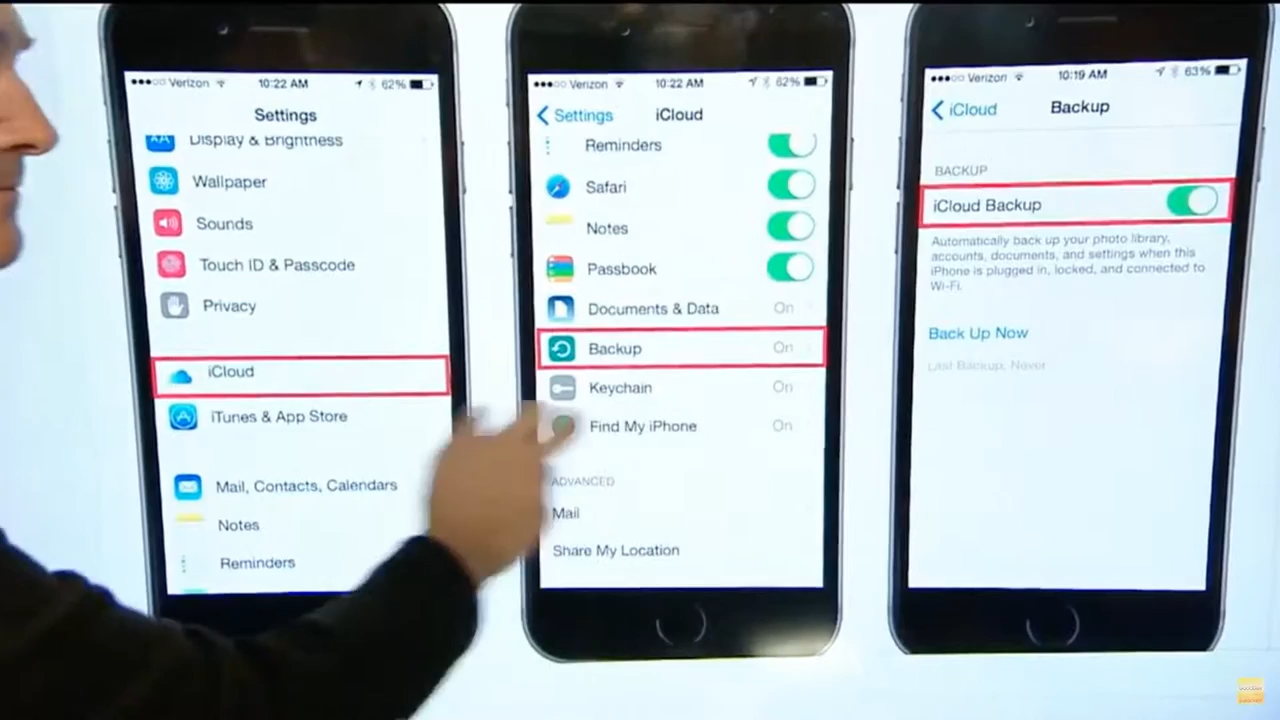 Verizon 10:22 AM 62%
Settings
Display & Brightness
Wallpaper
Sounds
Touch ID & Passcode
Privacy
iCloud
iTunes & App Store
Mail, Contacts, Calendars
Notes
Reminders
Verizon 10:22 AM 62%
Settings iCloud
Reminders
Safari
Notes
Passbook
Documents & Data On
Backup On
Keychain On
Find My iPhone On
ADVANCED
Mail
Share My Location
Verizon 10:19 AM 63%
iCloud Backup
BACKUP
iCloud Backup
Automatically back up your photo library,
accounts, documents, and settings when this
iPhone is plugged in, locked, and connected to
Wi-Fi.
Back Up Now
Last Backup: Never